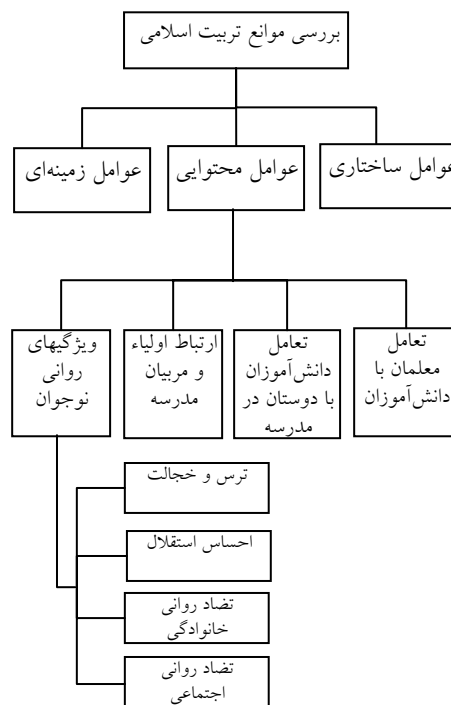 بررسی موانع تربیت اسلامی
عوامل ساختاری
عوامل محتوایی
عوامل زمینه‌ای
تعامل
معلمان با
دانش‌آموزان
تعامل
دانش‌آموزان
با دوستان در
مدرسه
ارتباط اولیاء
و مربیان
مدرسه
ویژگیهای
روانی
نوجوان
ترس و خجالت
احساس استقلال
تضاد روانی
خانوادگی
تضاد روانی
اجتماعی